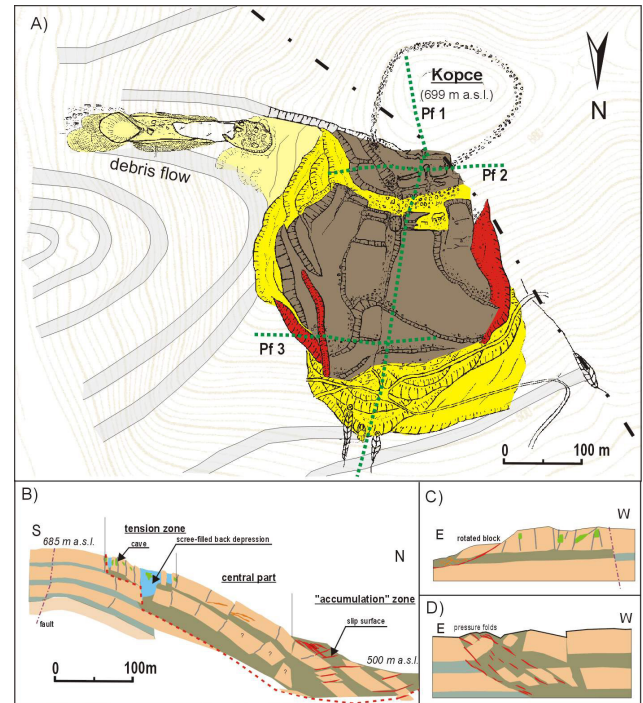 A)
Kopce
(699 m a.s.l.)
Pf 1
N
Pf 2
debris flow
Pf 3
0 100 m
B)
S
685 m a.s.l.
tension zone
cave
scree-filled back depression
N
central part
"accumulation" zone
slip surface
fault
500 m a.s.l.
0 100m
C)
W
E
rotated block
D)
W
E
pressure folds
? ? ?